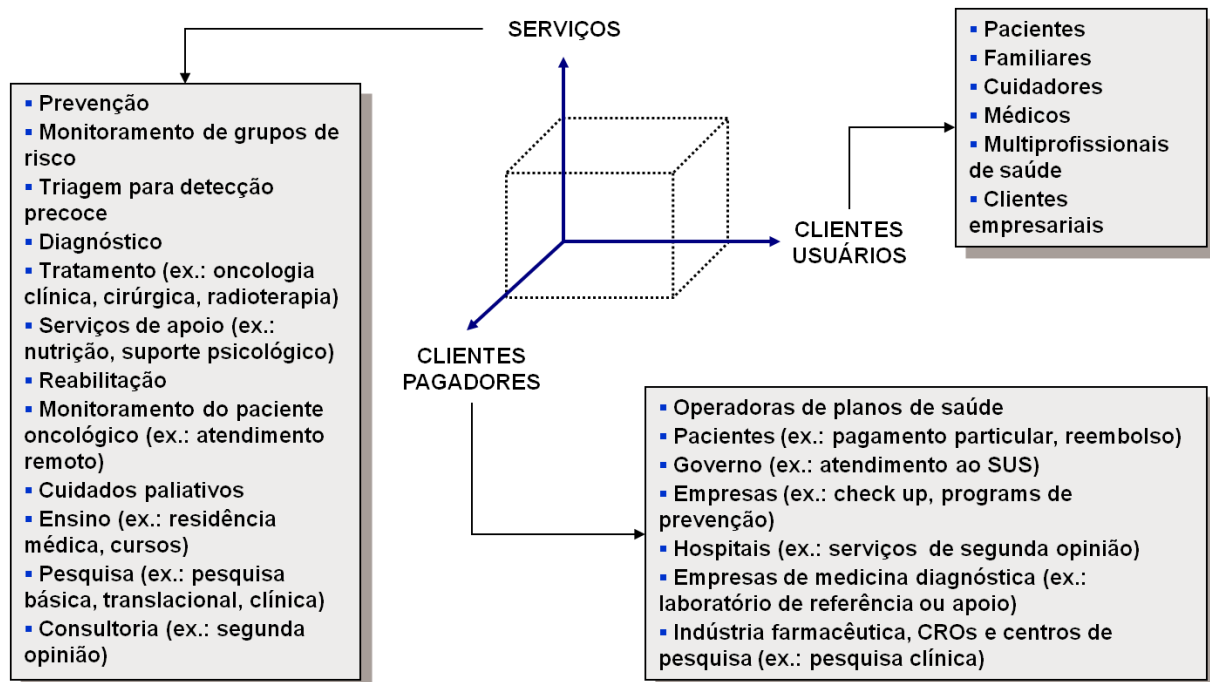 SERVIÇOS
▪ Prevenção
▪ Monitoramento de grupos de
risco
▪ Triagem para detecção
precoce
▪ Diagnóstico
▪ Tratamento (ex.: oncologia
clínica, cirúrgica, radioterapia)
▪ Serviços de apoio (ex.:
nutrição, suporte psicológico)
▪ Reabilitação
▪ Monitoramento do paciente
oncológico (ex.: atendimento
remoto)
▪ Cuidados paliativos
▪ Ensino (ex.: residência
médica, cursos)
▪ Pesquisa (ex.: pesquisa
básica, translacional, clínica)
▪ Consultoria (ex.: segunda
opinião)
CLIENTES
USUÁRIOS
▪ Pacientes
▪ Familiares
▪ Cuidadores
▪ Médicos
▪ Multiprofissionais
de saúde
▪ Clientes
empresariais
CLIENTES
PAGADORES
▪ Operadoras de planos de saúde
▪ Pacientes (ex.: pagamento particular, reembolso)
▪ Governo (ex.: atendimento ao SUS)
▪ Empresas (ex.: check up, programs de
prevenção)
▪ Hospitais (ex.: serviços  de segunda opinião)
▪ Empresas de medicina diagnóstica (ex.:
laboratório de referência ou apoio)
▪ Indústria farmacêutica, CROs e centros de
pesquisa (ex.: pesquisa clínica)